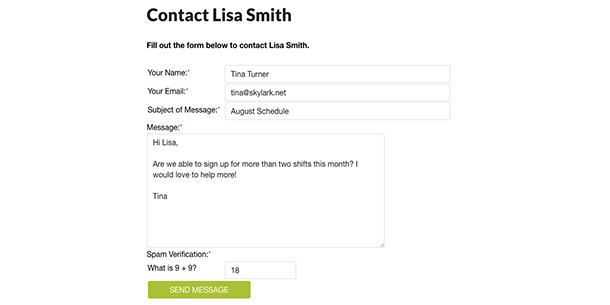 Contact Lisa Smith
Fill out the form below to contact Lisa Smith.
Your Name:* Tina Turner
Your Email:* tina@skylark.net
Subject of Message:* August Schedule
Message:*
Hi Lisa,
Are we able to sign up for more than two shifts this month? I
would love to help more!
Tina
Spam Verification:*
What is 9 + 9? 18
SEND MESSAGE